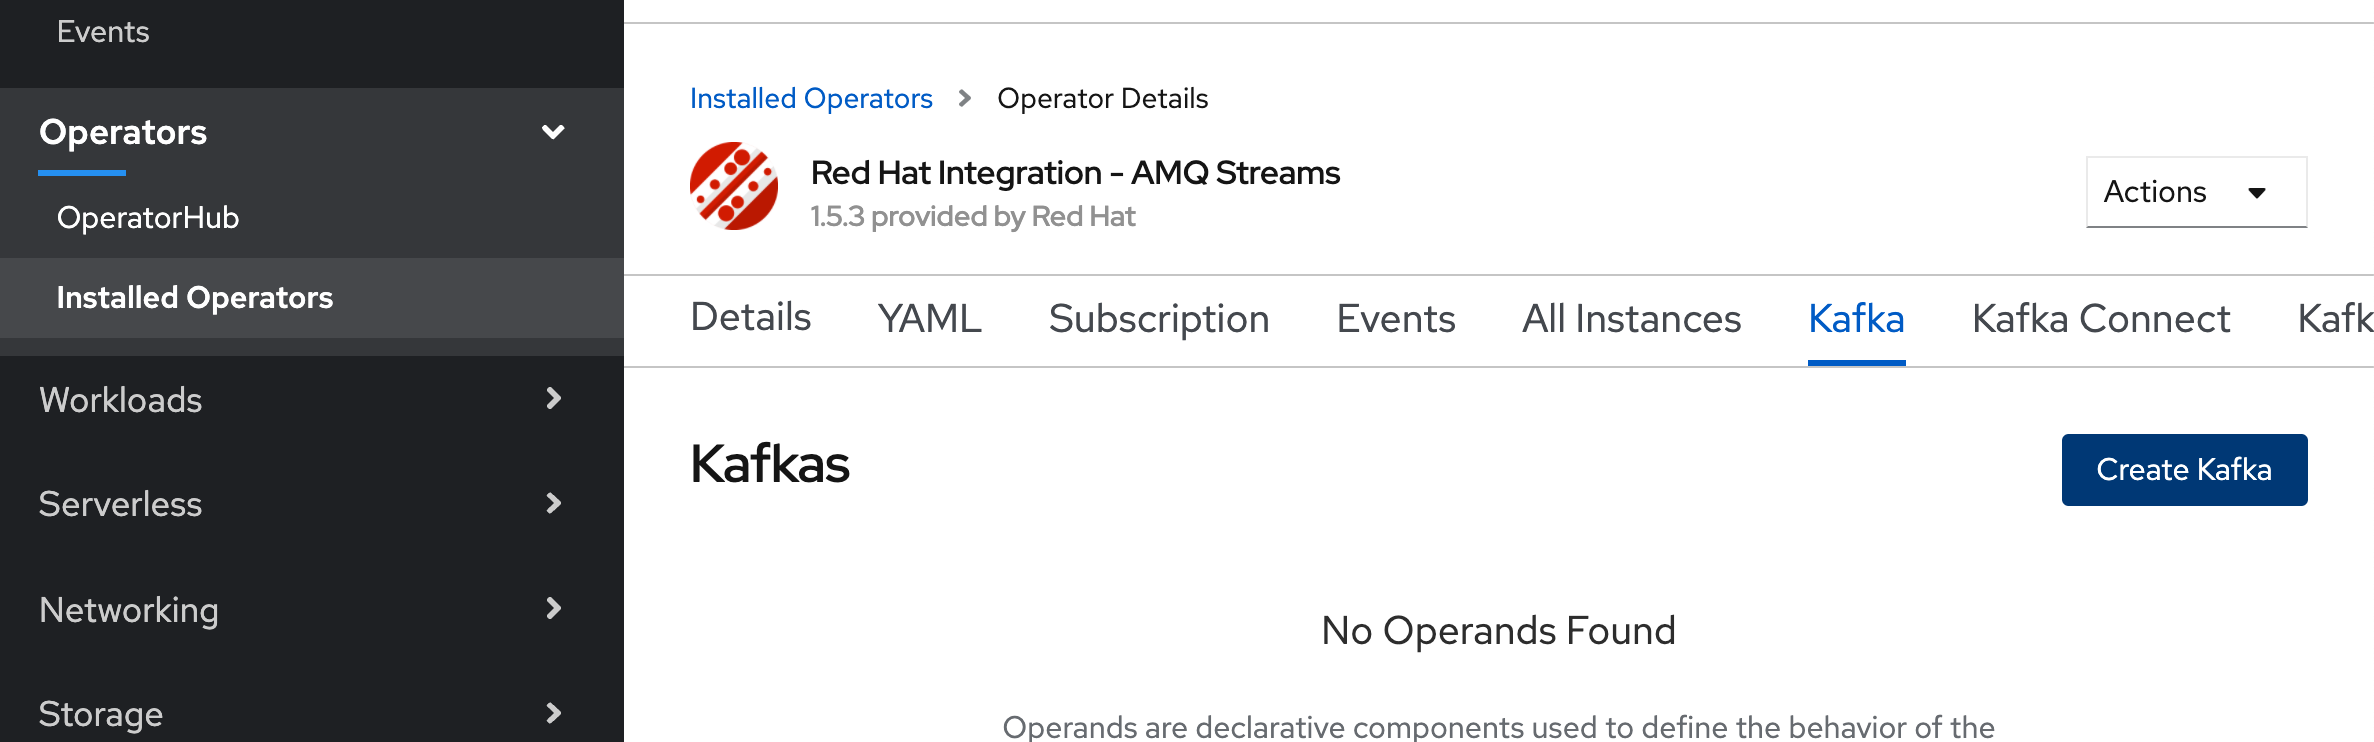 Events
Operators
OperatorHub
Installed Operators
Workloads
Serverless
Networking
Storage
Installed Operators > Operator Details
Red Hat Integration - AMQ Streams
1.5.3 provided by Red Hat
Actions
Details YAML Subscription Events All Instances Kafka Kafka Connect Kafk
Kafkas
Create Kafka
No Operands Found
Operands are declarative components used to define the behavior of the